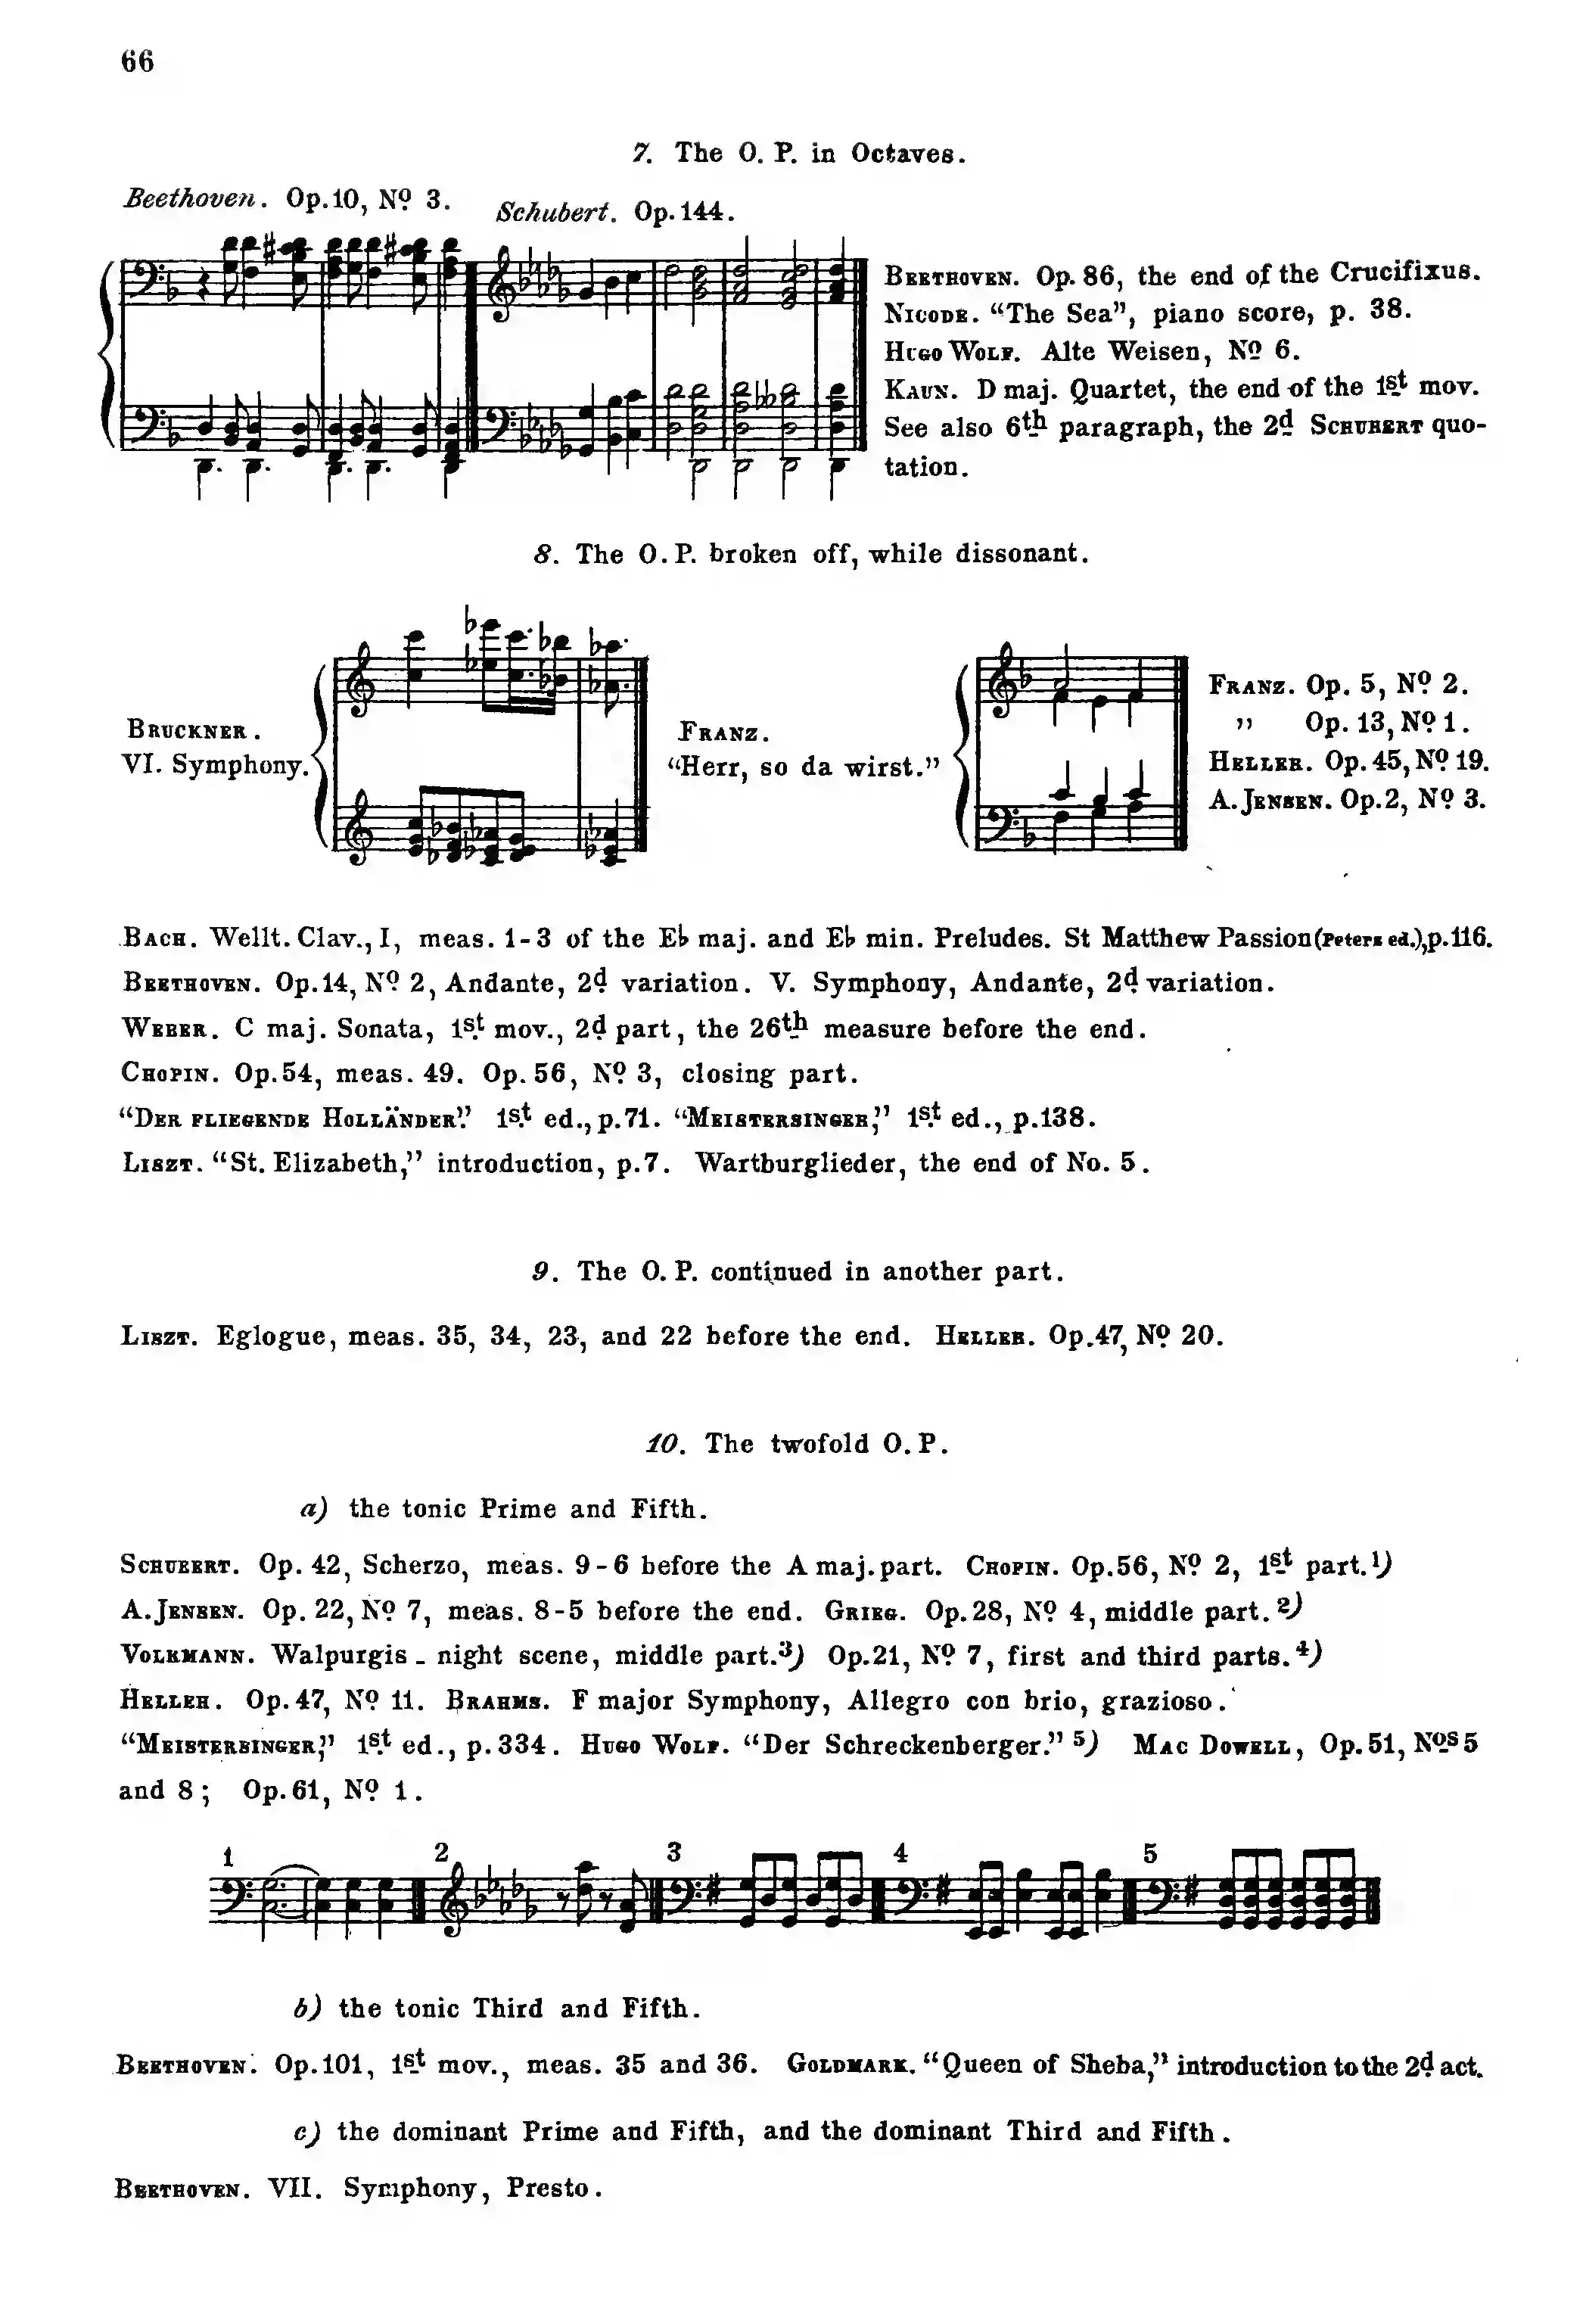 66
7. The O. P. in Octaves.
Beethoven. Op.10, No 3.
Schubert. Op. 144.
BEETHOVEN. Op. 86, the end of the Crucifixus.
NICODE. “The Sea”, piano score, p. 38.
HUGO WOLF. Alte Weisen, No 6.
KAUN. D maj. Quartet, the end of the 1st mov.
See also 6th paragraph, the 2d SCHUBERT quo-
tation.
8. The O. P. broken off, while dissonant.
BRUCKNER.
VI. Symphony.
FRANZ.
“Herr, so da wirst.”
FRANZ. Op. 5, No 2.
” Op. 13, No 1.
HELLER. Op. 45, No 19.
A. JENSEN. Op. 2, No 3.
BACH. Wellt. Clav., I, meas. 1-3 of the E♭ maj. and E♭ min. Preludes. St Matthew Passion (Peters ed.), p. 116.
BEETHOVEN. Op. 14, No 2, Andante, 2d variation. V. Symphony, Andante, 2d variation.
WEBER. C maj. Sonata, 1st mov., 2d part, the 26th measure before the end.
CHOPIN. Op. 54, meas. 49. Op. 56, No 3, closing part.
“DER FLIEGENDE HOLLÄNDER.” 1st ed., p. 71. “MEISTERSINGER,” 1st ed., p. 138.
LISZT. “St. Elizabeth,” introduction, p. 7. Wartburglieder, the end of No. 5.
9. The O. P. continued in another part.
LISZT. Eglogue, meas. 35, 34, 23, and 22 before the end. HELLER. Op. 47, No 20.
10. The twofold O. P.
a) the tonic Prime and Fifth.
SCHUBERT. Op. 42, Scherzo, meas. 9-6 before the A maj. part. CHOPIN. Op. 56, No 2, 1st part. 1)
A. JENSEN. Op. 22, No 7, meas. 8-5 before the end. GRIEG. Op. 28, No 4, middle part. 2)
VOLKMANN. Walpurgis - night scene, middle part. 3) Op. 21, No 7, first and third parts. 4)
HELLER. Op. 47, No 11. BRAHMS. F major Symphony, Allegro con brio, grazioso.
“MEISTERSINGER,” 1st ed., p. 334. HUGO WOLF. “Der Schreckenberger.” 5) MAC DOWELL, Op. 51, Nos 5
and 8; Op. 61, No 1.
1 2 3 4 5
b) the tonic Third and Fifth.
BEETHOVEN. Op. 101, 1st mov., meas. 35 and 36. GOLDMARK. “Queen of Sheba,” introduction to the 2d act.
c) the dominant Prime and Fifth, and the dominant Third and Fifth.
BEETHOVEN. VII. Symphony, Presto.